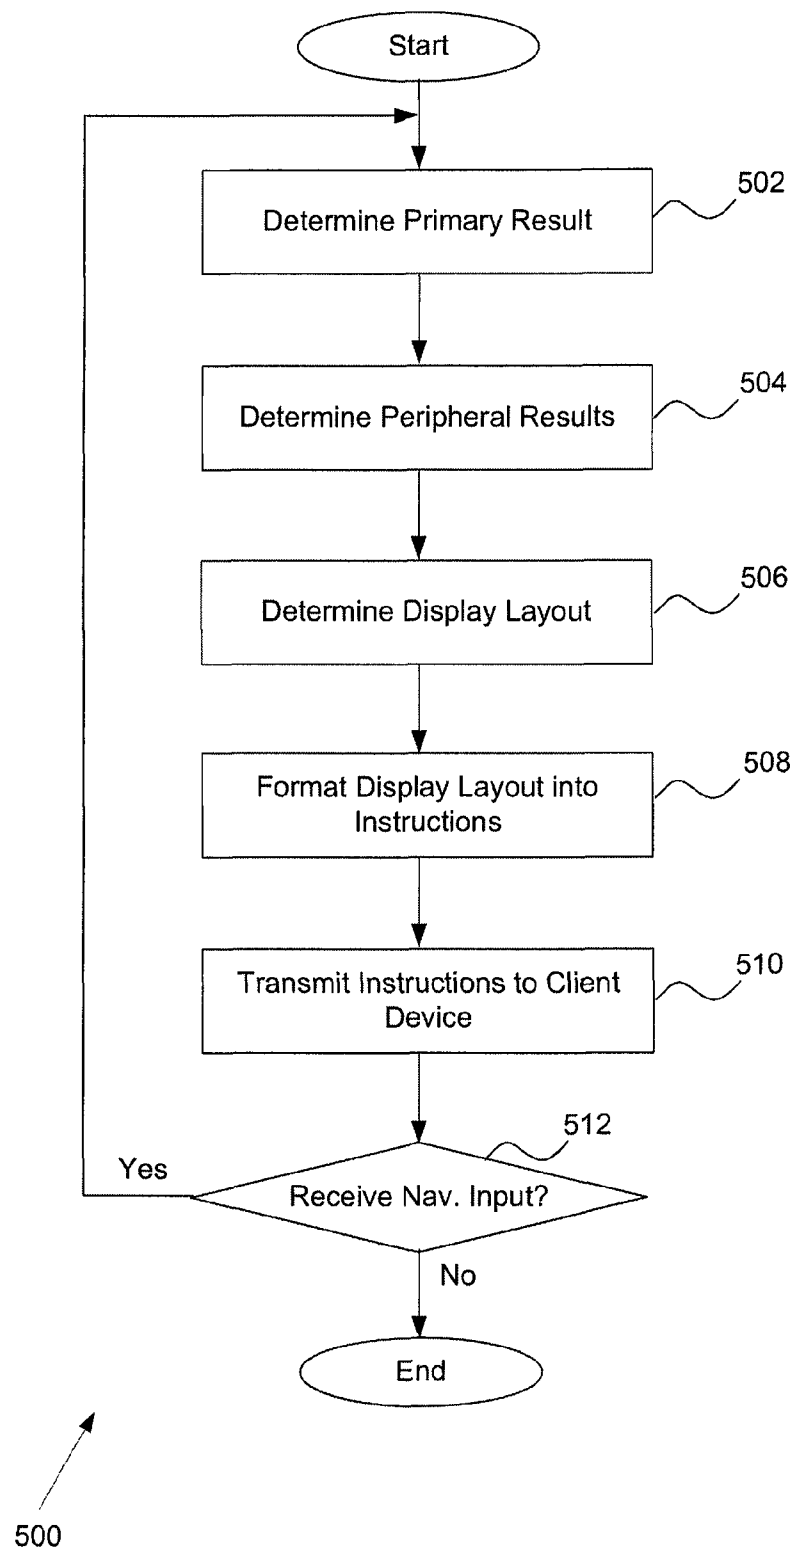 Start
502
Determine Primary Result
504
Determine Peripheral Results
506
Determine Display Layout
508
Format Display Layout into
Instructions
510
Transmit Instructions to Client
Device
512
Yes
Receive Nav. Input?
No
End
500